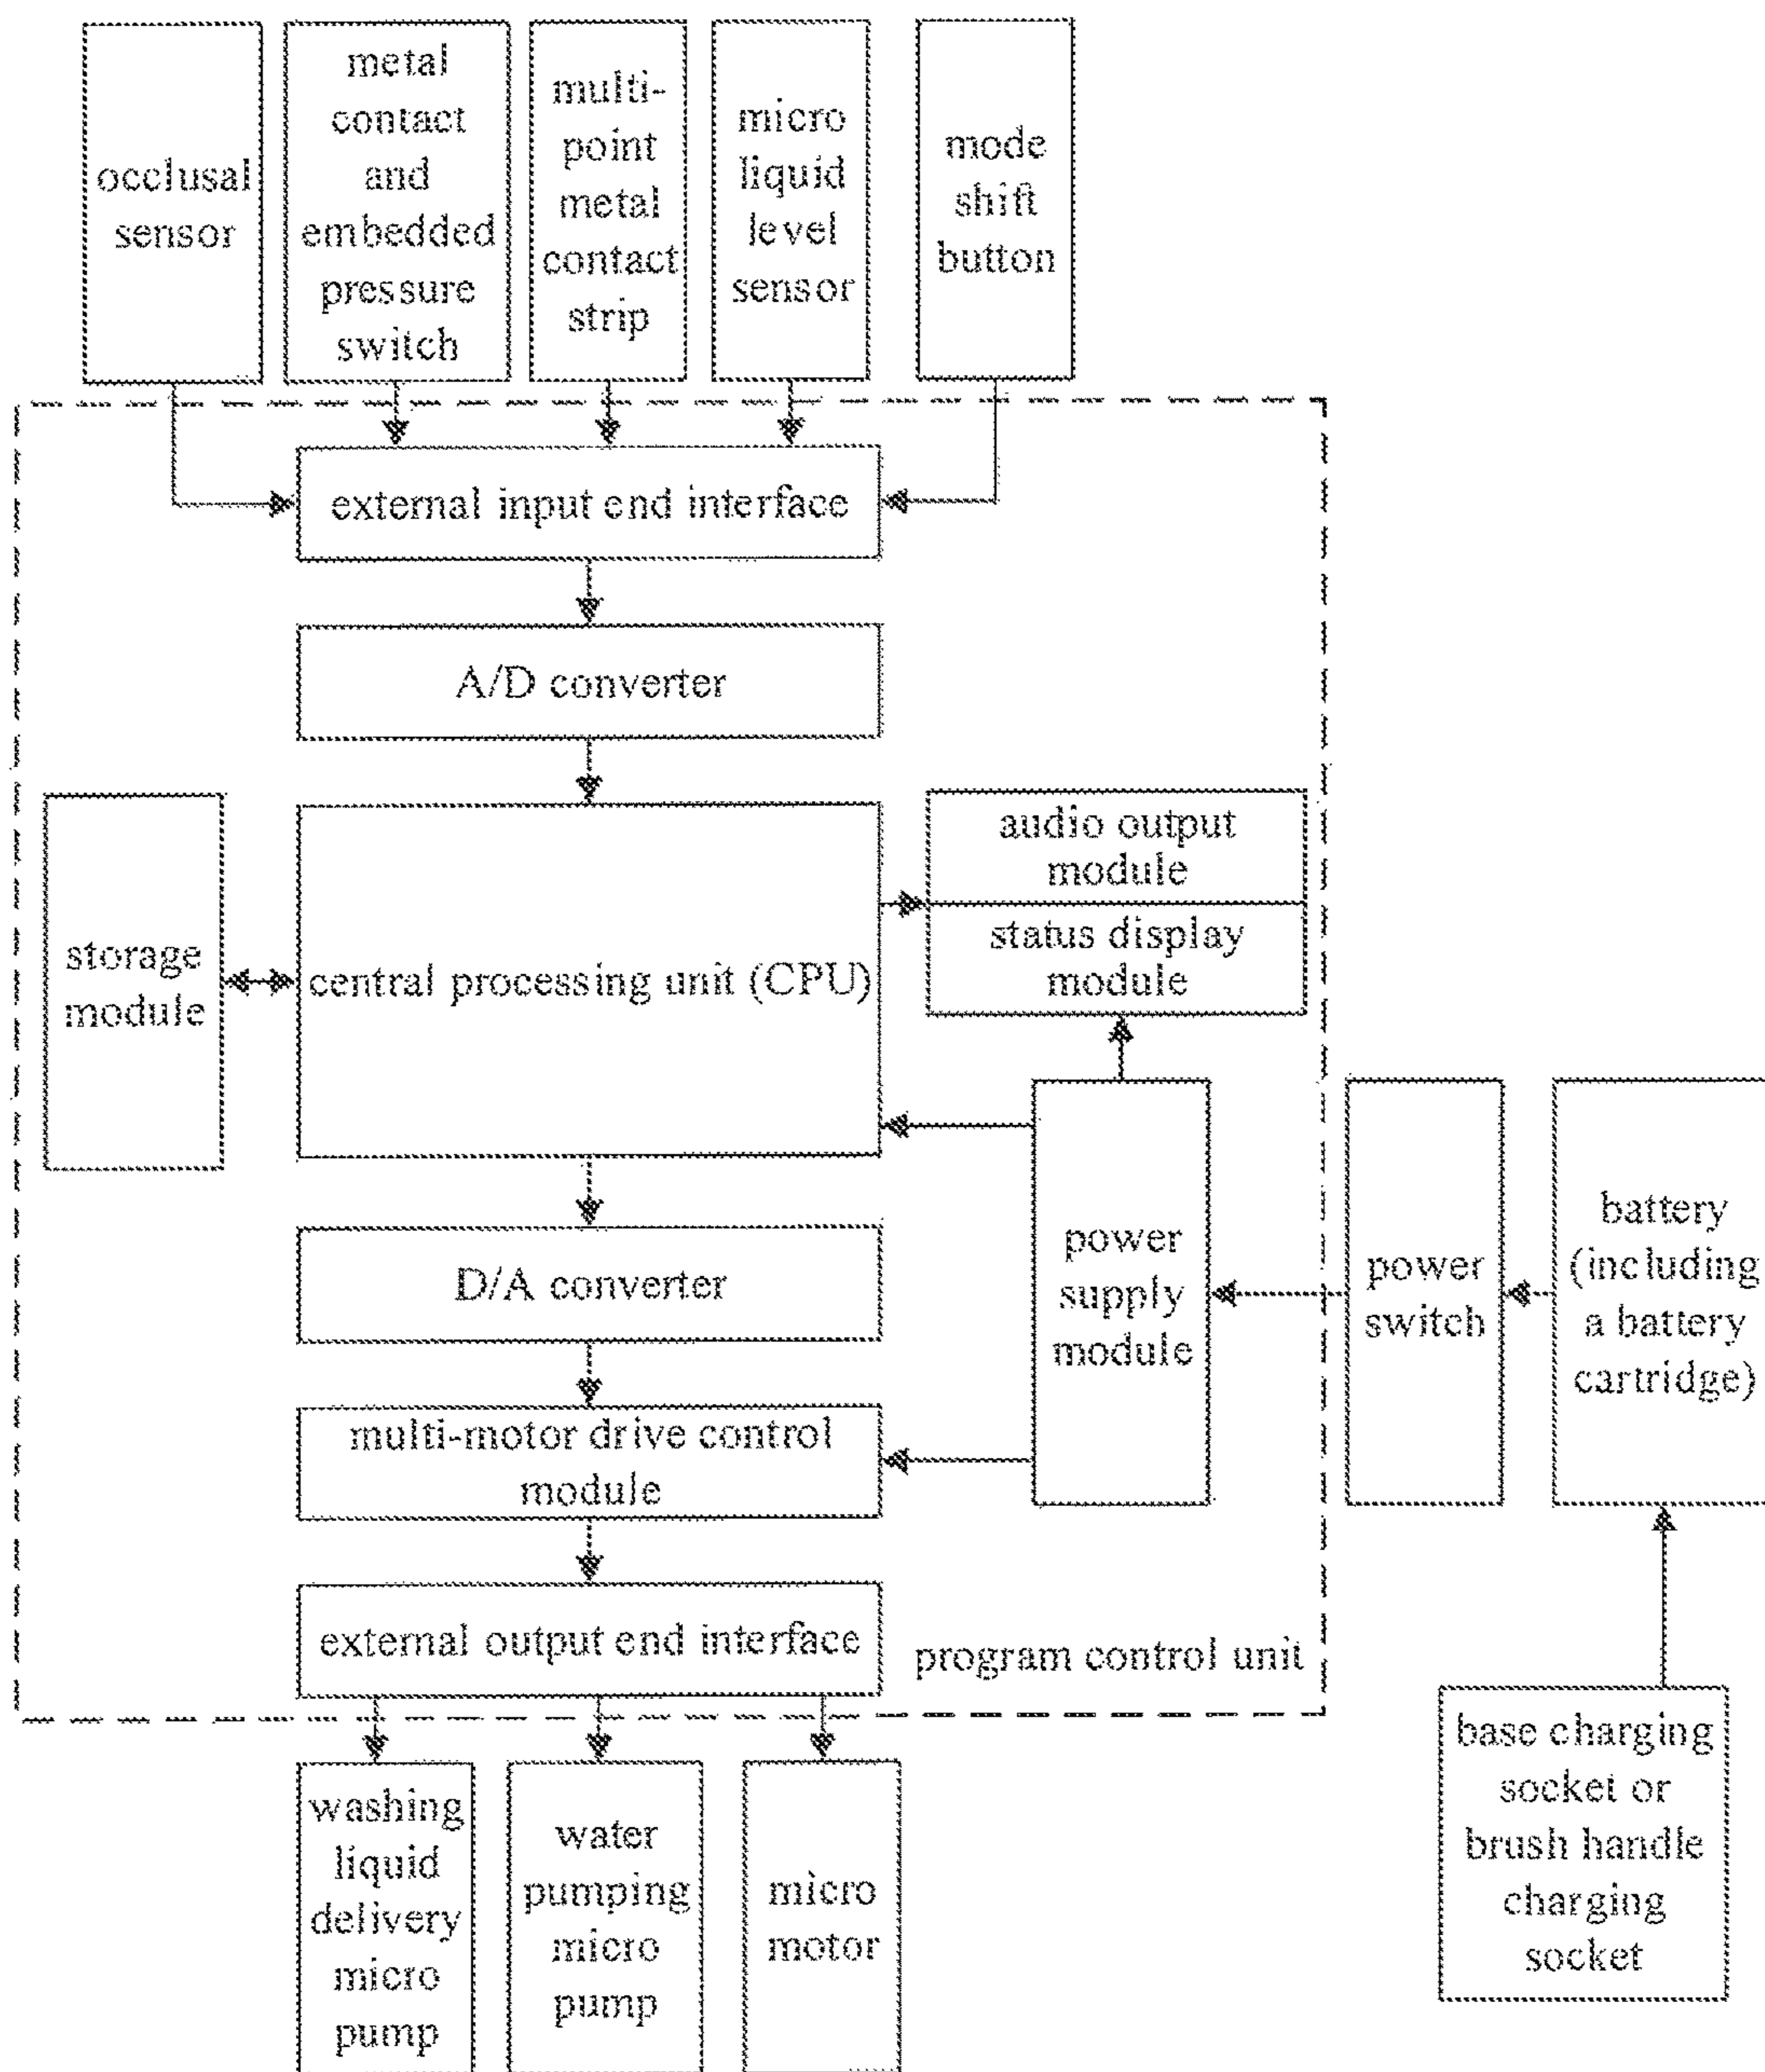 occlusal
sensor
metal
contact
and
embedded
pressure
switch
multi-
point
metal
contact
strip
micro
liquid
level
sensor
mode
shift
button
external input end interface
A/D converter
storage
module
central processing unit (CPU)
audio output
module
status display
module
D/A converter
power
supply
module
power
switch
battery
(including
a battery
cartridge)
multi-motor drive control
module
external output end interface
program control unit
washing
liquid
delivery
micro
pump
water
pumping
micro
pump
micro
motor
base charging
socket or
brush handle
charging
socket